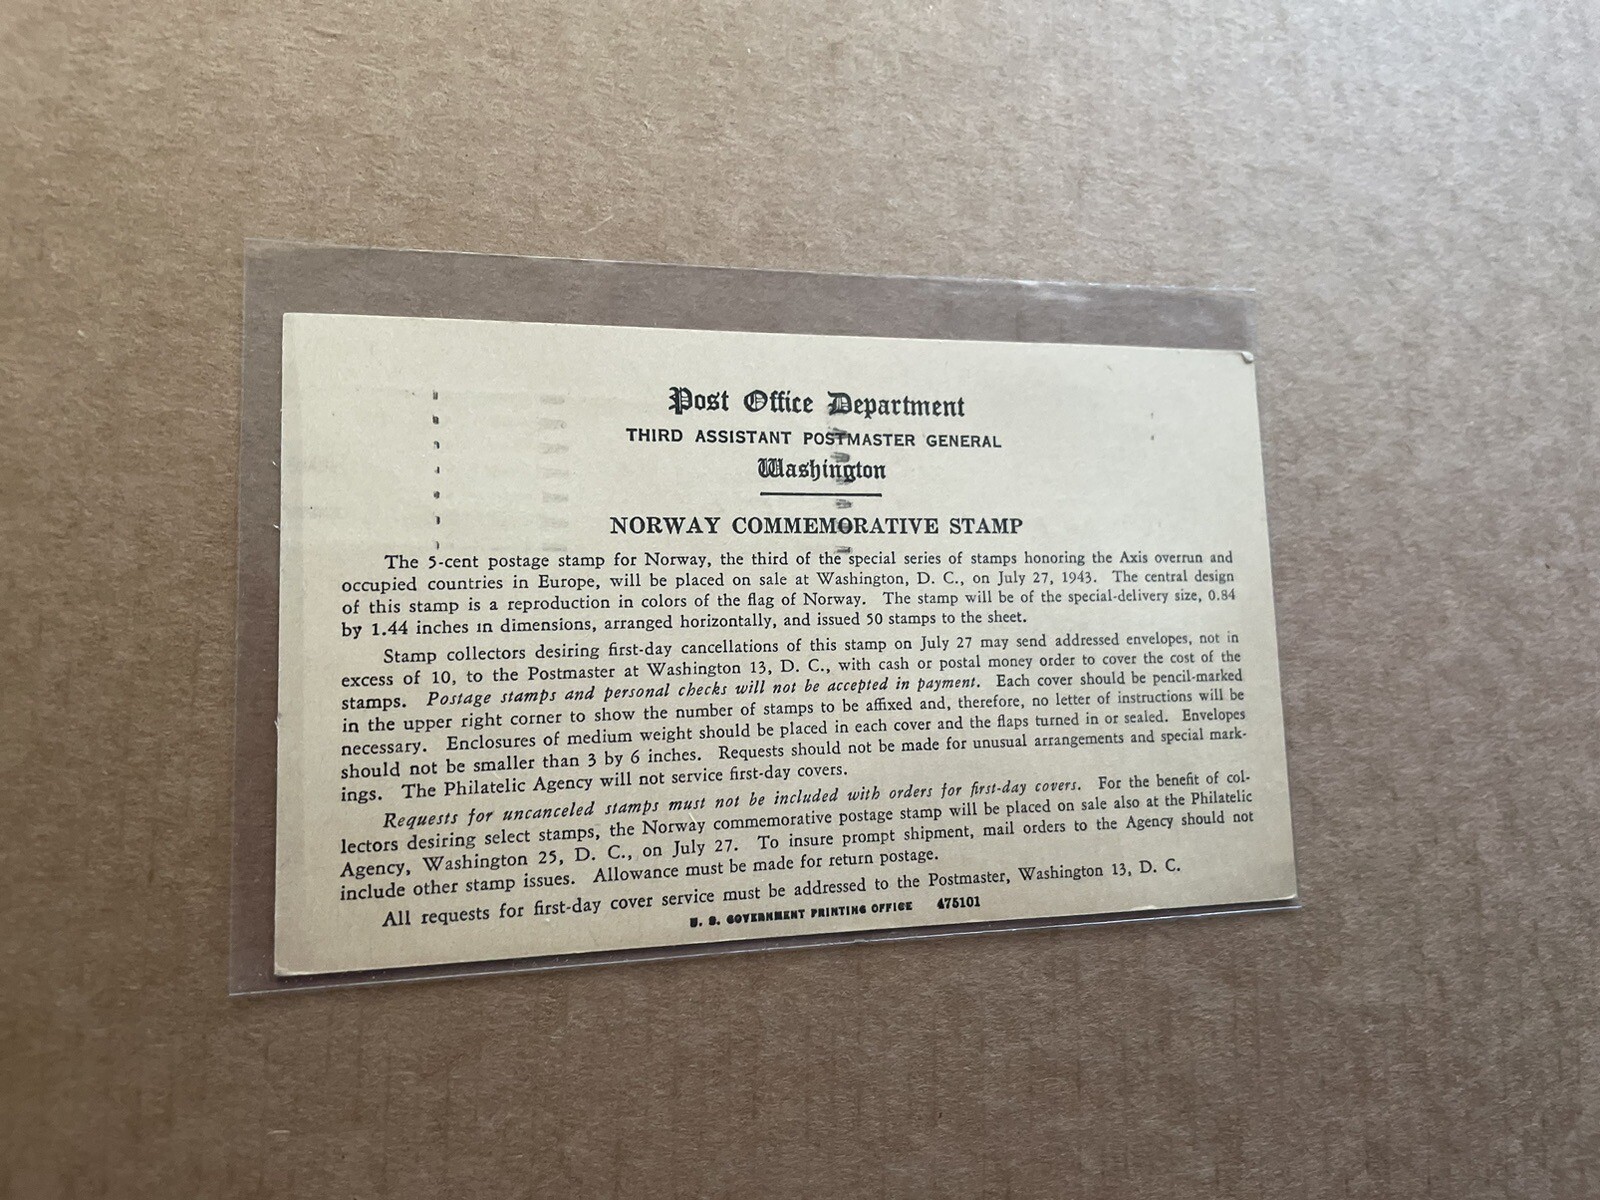 Post Office Department
THIRD ASSISTANT POSTMASTER GENERAL
Washington
NORWAY COMMEMORATIVE STAMP
The 5-cent postage stamp for Norway, the third of the special series of stamps honoring the Axis overrun and
occupied countries in Europe, will be placed on sale at Washington, D. C., on July 27, 1943. The central design
of this stamp is a reproduction in colors of the flag of Norway. The stamp will be of the special-delivery size, 0.84
by 1.44 inches in dimensions, arranged horizontally, and issued 50 stamps to the sheet.
Stamp collectors desiring first-day cancellations of this stamp on July 27 may send addressed envelopes, not in
excess of 10, to the Postmaster at Washington 13, D. C., with cash or postal money order to cover the cost of the
stamps. Postage stamps and personal checks will not be accepted in payment. Each cover should be pencil-marked
in the upper right corner to show the number of stamps to be affixed and, therefore, no letter of instructions will be
necessary. Enclosures of medium weight should be placed in each cover and the flaps turned in or sealed. Envelopes
should not be smaller than 3 by 6 inches. Requests should not be made for unusual arrangements and special mark-
ings. The Philatelic Agency will not service first-day covers.
Requests for uncanceled stamps must not be included with orders for first-day covers. For the benefit of col-
lectors desiring select stamps, the Norway commemorative postage stamp will be placed on sale also at the Philatelic
Agency, Washington 25, D. C., on July 27. To insure prompt shipment, mail orders to the Agency should not
include other stamp issues. Allowance must be made for return postage.
All requests for first-day cover service must be addressed to the Postmaster, Washington 13, D. C.
U. S. GOVERNMENT PRINTING OFFICE 475101